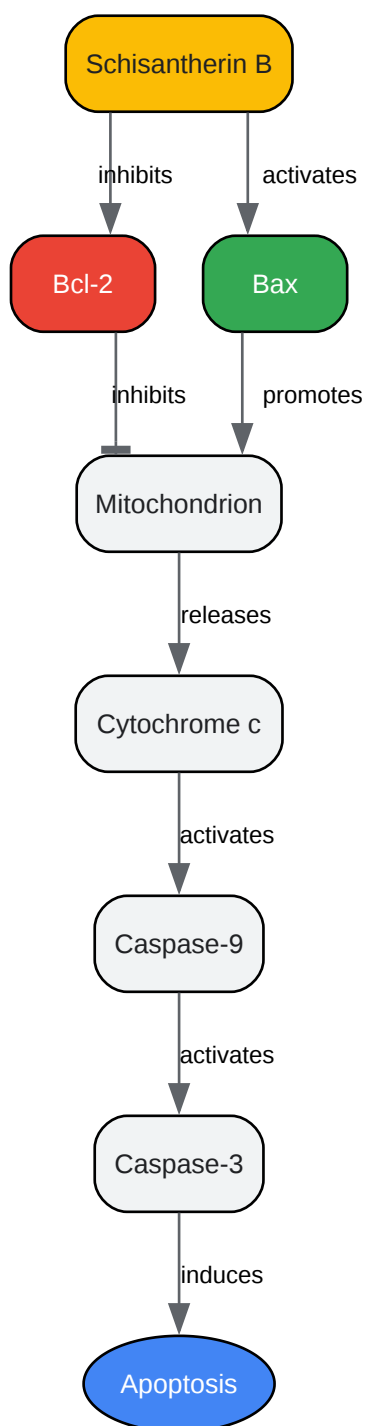 Schisantherin B
inhibits
activates
Bcl-2
Bax
inhibits
promotes
Mitochondrion
releases
Cytochrome c
activates
Caspase-9
activates
Caspase-3
induces
Apoptosis